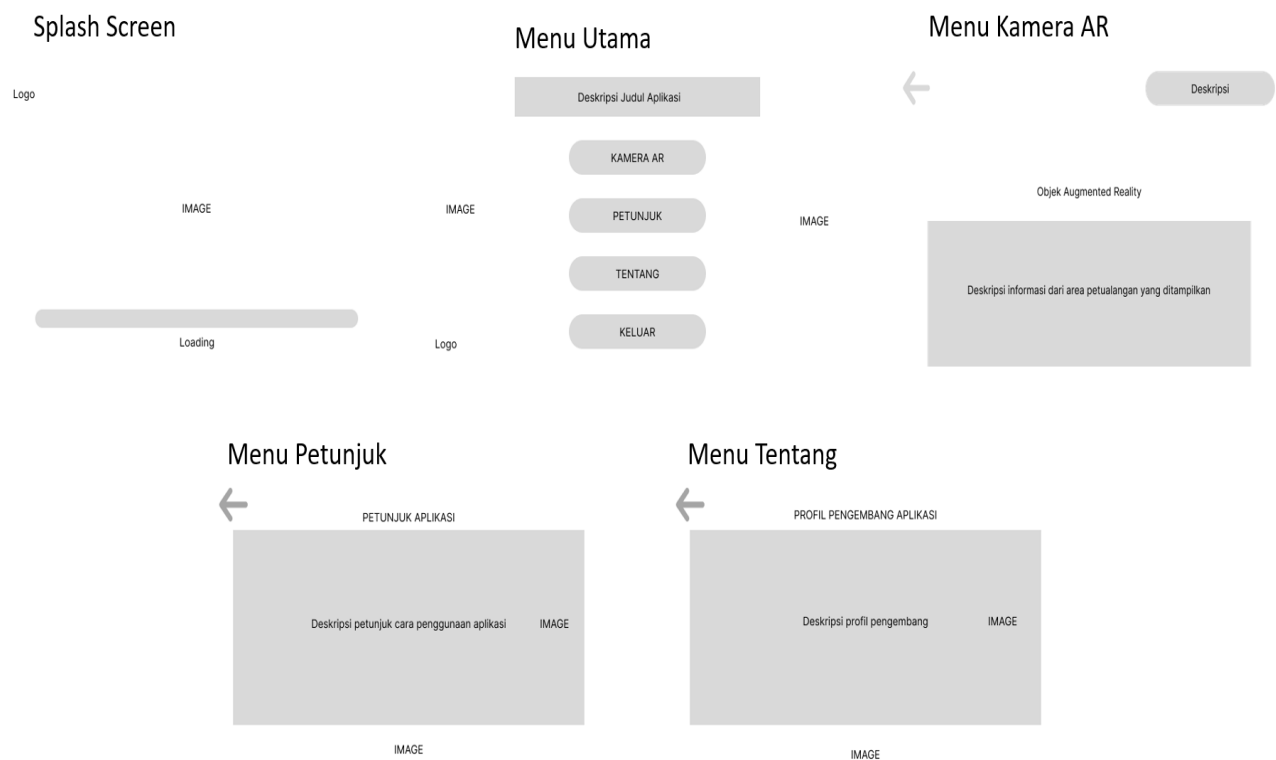 Splash Screen
Logo
IMAGE
Loading
Menu Utama
Deskripsi Judul Aplikasi
KAMERA AR
IMAGE
PETUNJUK
IMAGE
TENTANG
KELUAR
Logo
Menu Kamera AR
Deskripsi
Objek Augmented Reality
Deskripsi informasi dari area petualangan yang ditampilkan
Menu Petunjuk
PETUNJUK APLIKASI
Deskripsi petunjuk cara penggunaan aplikasi
IMAGE
IMAGE
Menu Tentang
PROFIL PENGEMBANG APLIKASI
Deskripsi profil pengembang
IMAGE
IMAGE